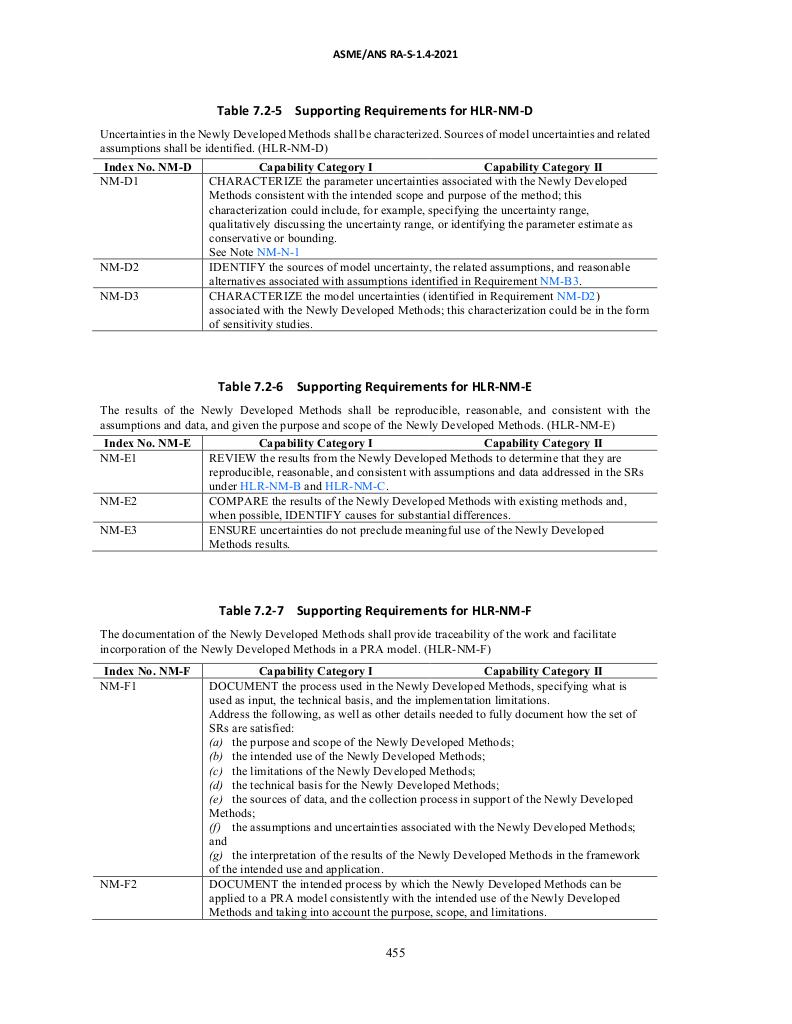 ASME/ANS RA-S-1.4-2021
Table 7.2-5 Supporting Requirements for HLR-NM-D
Uncertainties in the Newly Developed Methods shall be characterized. Sources of model uncertainties and related
assumptions shall be identified. (HLR-NM-D)
Index No. NM-D Capability Category I Capability Category II
NM-D1 CHARACTERIZE the parameter uncertainties associated with the Newly Developed
Methods consistent with the intended scope and purpose of the method; this
characterization could include, for example, specifying the uncertainty range,
qualitatively discussing the uncertainty range, or identifying the parameter estimate as
conservative or bounding.
See Note NM-N-1
NM-D2 IDENTIFY the sources of model uncertainty, the related assumptions, and reasonable
alternatives associated with assumptions identified in Requirement NM-B3.
NM-D3 CHARACTERIZE the model uncertainties (identified in Requirement NM-D2)
associated with the Newly Developed Methods; this characterization could be in the form
of sensitivity studies.
Table 7.2-6 Supporting Requirements for HLR-NM-E
The results of the Newly Developed Methods shall be reproducible, reasonable, and consistent with the
assumptions and data, and given the purpose and scope of the Newly Developed Methods. (HLR-NM-E)
Index No. NM-E Capability Category I Capability Category II
NM-E1 REVIEW the results from the Newly Developed Methods to determine that they are
reproducible, reasonable, and consistent with assumptions and data addressed in the SRs
under HLR-NM-B and HLR-NM-C.
NM-E2 COMPARE the results of the Newly Developed Methods with existing methods and,
when possible, IDENTIFY causes for substantial differences.
NM-E3 ENSURE uncertainties do not preclude meaningful use of the Newly Developed
Methods results.
Table 7.2-7 Supporting Requirements for HLR-NM-F
The documentation of the Newly Developed Methods shall provide traceability of the work and facilitate
incorporation of the Newly Developed Methods in a PRA model. (HLR-NM-F)
Index No. NM-F Capability Category I Capability Category II
NM-F1 DOCUMENT the process used in the Newly Developed Methods, specifying what is
used as input, the technical basis, and the implementation limitations.
Address the following, as well as other details needed to fully document how the set of
SRs are satisfied:
(a) the purpose and scope of the Newly Developed Methods;
(b) the intended use of the Newly Developed Methods;
(c) the limitations of the Newly Developed Methods;
(d) the technical basis for the Newly Developed Methods;
(e) the sources of data, and the collection process in support of the Newly Developed
Methods;
(f) the assumptions and uncertainties associated with the Newly Developed Methods;
and
(g) the interpretation of the results of the Newly Developed Methods in the framework
of the intended use and application.
NM-F2 DOCUMENT the intended process by which the Newly Developed Methods can be
applied to a PRA model consistently with the intended use of the Newly Developed
Methods and taking into account the purpose, scope, and limitations.
455